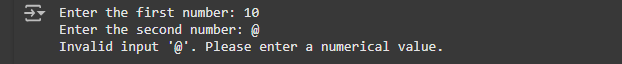 Enter the first number: 10
Enter the second number: @
Invalid input '@'. Please enter a numerical value.